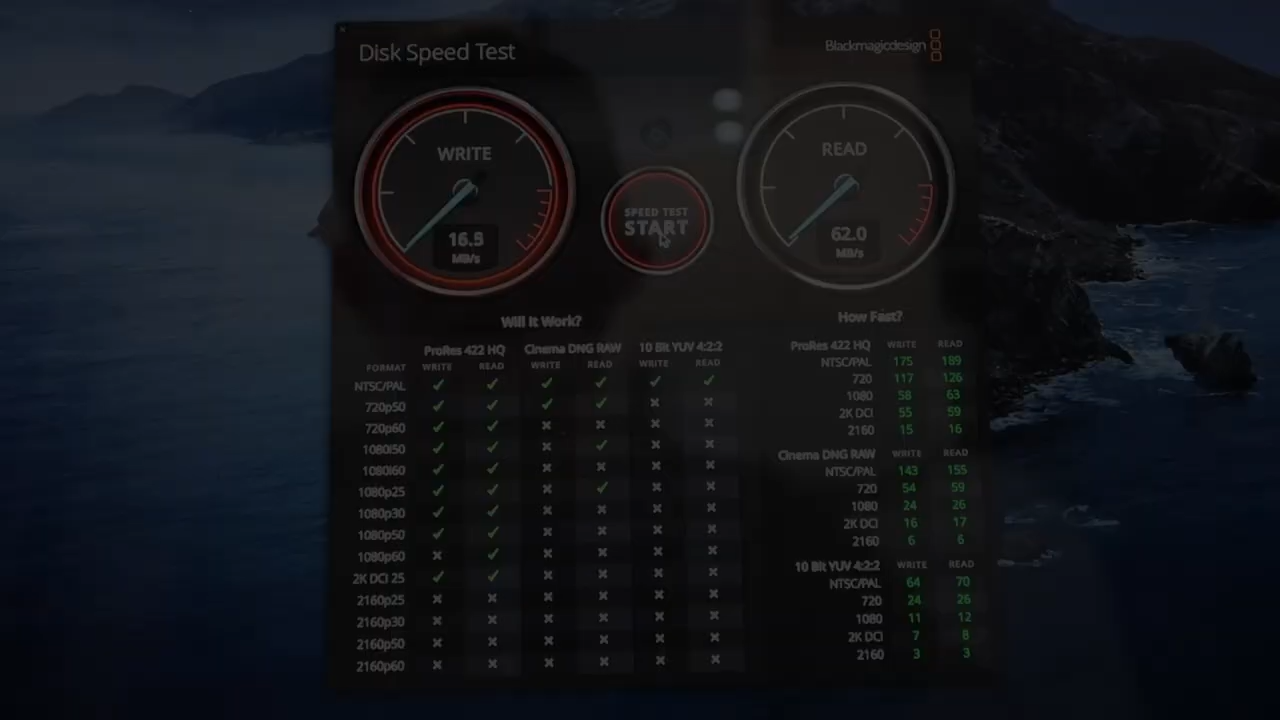 Disk Speed Test
Blackmagicdesign
WRITE
16.5
MB/s
SPEED TEST
START
READ
62.0
MB/s
Will It Work?
ProRes 422 HQ Cinema DNG RAW 10 Bit YUV 4:2:2
FORMAT WRITE READ WRITE READ WRITE READ
NTSC/PAL
720p50
720p60
1080i50
1080i60
1080p25
1080p30
1080p50
1080p60
2K DCI 25
2160p25
2160p30
2160p50
2160p60
How Fast?
ProRes 422 HQ WRITE READ
NTSC/PAL 175 189
720 117 126
1080 58 63
2K DCI 55 59
2160 15 16
Cinema DNG RAW WRITE READ
NTSC/PAL 143 155
720 54 59
1080 24 26
2K DCI 16 17
2160 6 6
10 Bit YUV 4:2:2 WRITE READ
NTSC/PAL 64 70
720 24 26
1080 11 12
2K DCI 7 8
2160 3 3